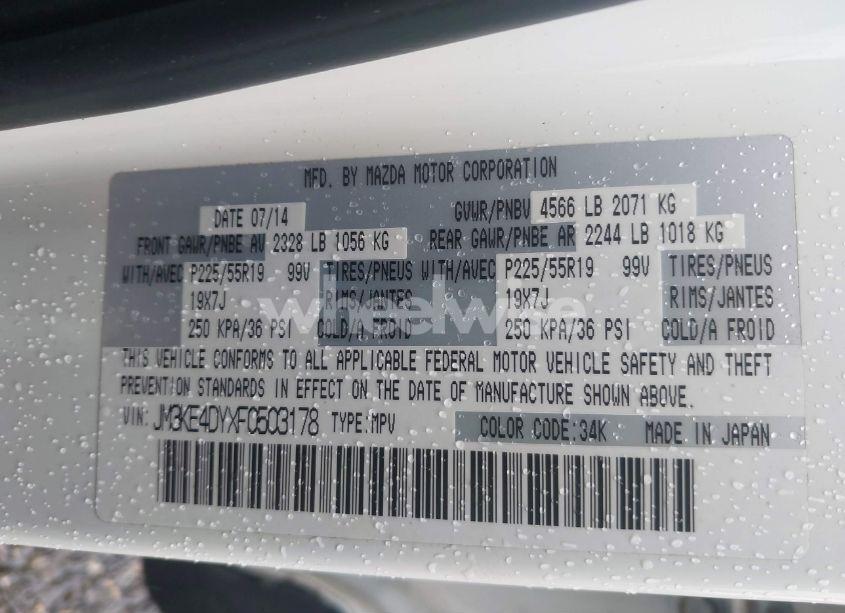 MFD. BY MAZDA MOTOR CORPORATION
DATE 07/14 GVWR/PNBV 4566 LB 2071 KG
FRONT GAWR/PNBE AV 2328 LB 1056 KG REAR GAWR/PNBE AR 2244 LB 1018 KG
WITH/AVEC P225/55R19 99V TIRES/PNEUS WITH/AVEC P225/55R19 99V TIRES/PNEUS
19X7J RIMS/JANTES 19X7J RIMS/JANTES
wheelwise
250 KPA/36 PSI COLD/A FROID 250 KPA/36 PSI COLD/A FROID
THIS VEHICLE CONFORMS TO ALL APPLICABLE FEDERAL MOTOR VEHICLE SAFETY AND THEFT
PREVENTION STANDARDS IN EFFECT ON THE DATE OF MANUFACTURE SHOWN ABOVE.
VIN: JM3KE4DYXF0503178 TYPE:MPV COLOR CODE:34K MADE IN JAPAN